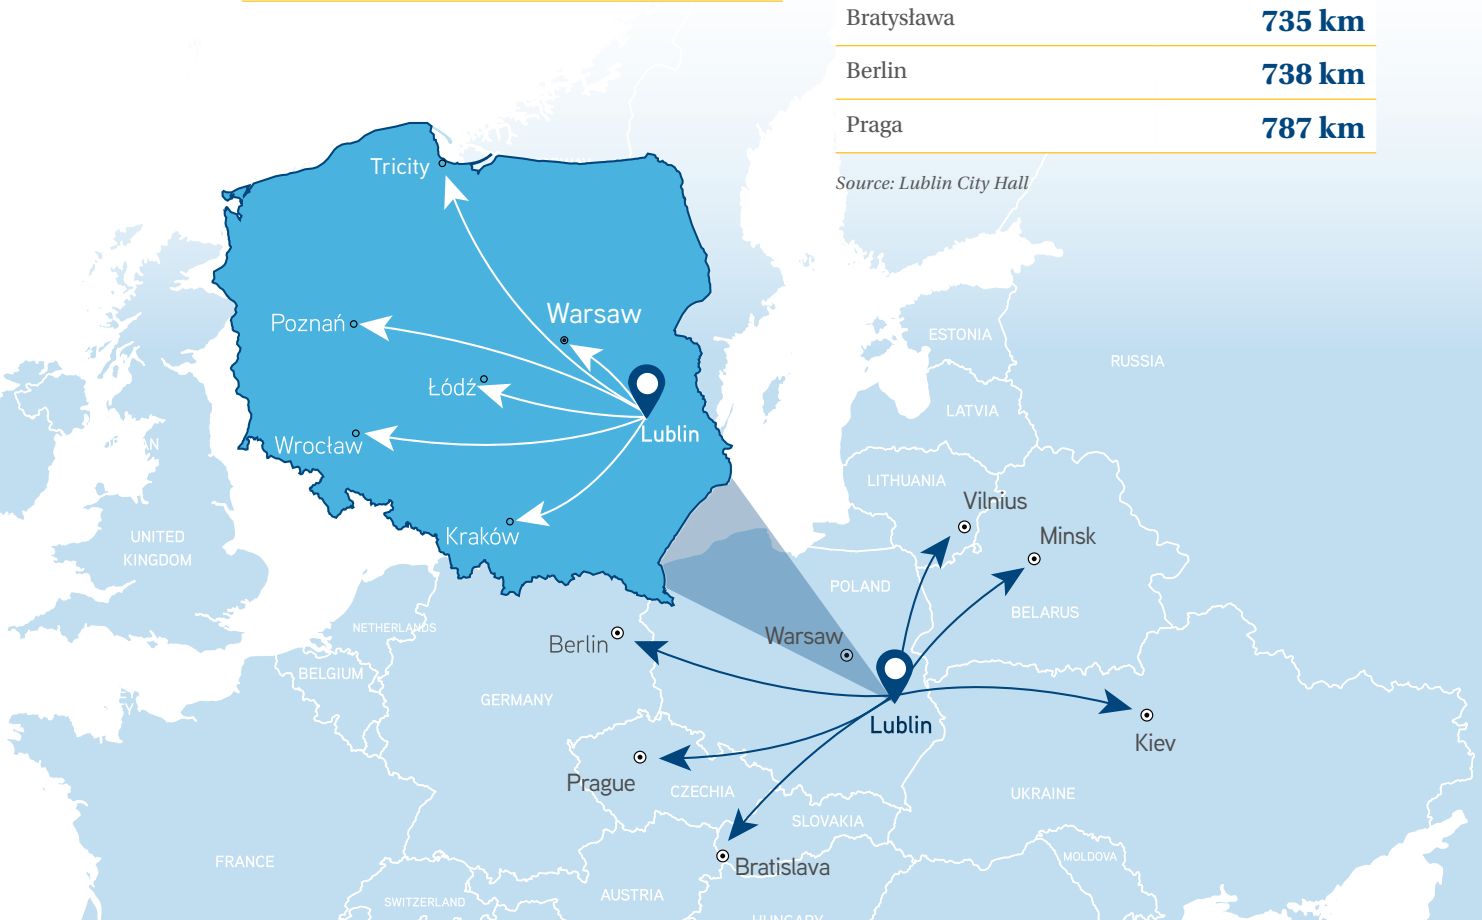 Bratysława 735 km
Berlin 738 km
Praga 787 km
Source: Lublin City Hall
Tricity
Poznań
Warsaw
Łódź
Wrocław
Lublin
Kraków
ESTONIA
RUSSIA
LATVIA
LITHUANIA
Vilnius
Minsk
UNITED
KINGDOM
POLAND
BELARUS
NETHERLANDS
Berlin
Warsaw
BELGIUM
GERMANY
Lublin
Kiev
Prague
CZECHIA
UKRAINE
SLOVAKIA
FRANCE
Bratislava
MOLDOVA
AUSTRIA
SWITZERLAND
HUNGARY